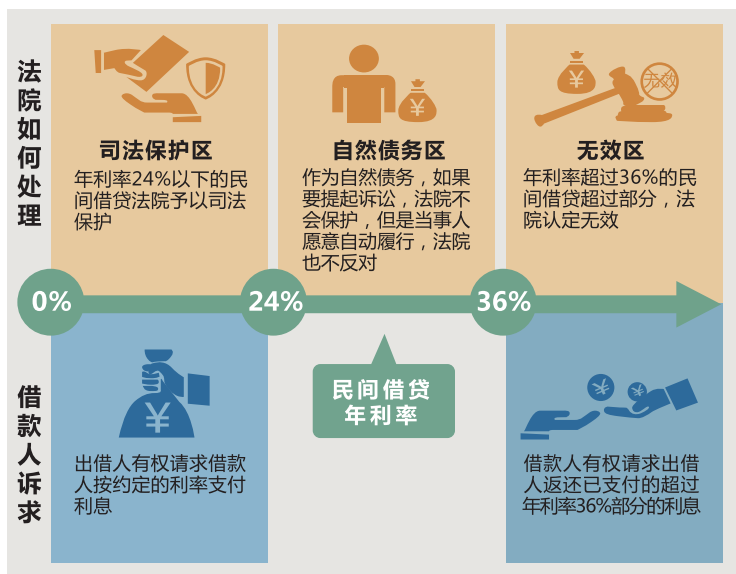 法院如何处理
司法保护区
年利率24%以下的民
间借贷法院予以司法
保护
自然债务区
作为自然债务，如果
要提起诉讼，法院不
会保护，但是当事人
愿意自动履行，法院
也不反对
无效
无效区
年利率超过36%的民
间借贷超过部分，法
院认定无效
0%
24%
36%
民间借贷
年利率
借款人诉求
¥
出借人有权请求借款
人按约定的利率支付
利息
借款人有权请求出借
人返还已支付的超过
年利率36%部分的利息